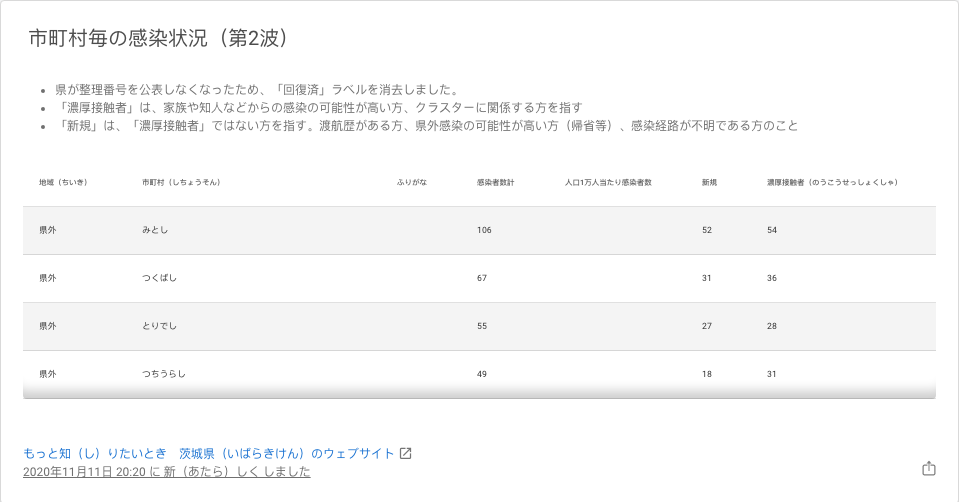 市町村毎の感染状況（第2波）
県が整理番号を公表しなくなったため、「回復済」ラベルを消去しました。
「濃厚接触者」は、家族や知人などからの感染の可能性が高い方、クラスターに関係する方を指す
「新規」は、「濃厚接触者」ではない方を指す。渡航歴がある方、県外感染の可能性が高い方（帰省等）、感染経路が不明である方のこと
地域（ちいき） 市町村（しちょうそん） ふりがな 感染者数計 人口1万人当たり感染者数 新規 濃厚接触者（のうこうせっしょくしゃ）
県外 みとし 106 52 54
県外 つくばし 67 31 36
県外 とりでし 55 27 28
県外 つちうらし 49 18 31
もっと知（し）りたいとき　茨城県（いばらきけん）のウェブサイト
2020年11月11日 20:20 に 新（あたら）しく しました